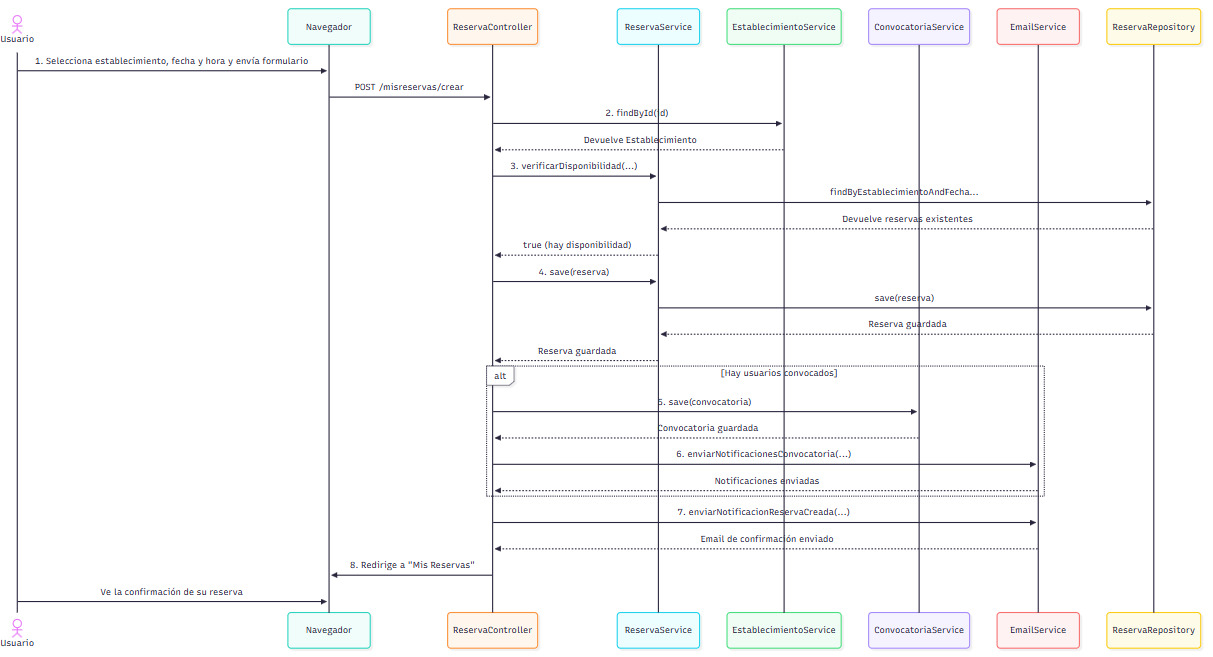 Usuario
Navegador
ReservaController
ReservaService
EstablecimientoService
ConvocatoriaService
EmailService
ReservaRepository
1. Selecciona establecimiento, fecha y hora y envía formulario
POST /misreservas/crear
2. findById(id)
Devuelve Establecimiento
3. verificarDisponibilidad(...)
findByEstablecimientoAndFecha...
Devuelve reservas existentes
true (hay disponibilidad)
4. save(reserva)
save(reserva)
Reserva guardada
Reserva guardada
alt
[Hay usuarios convocados]
5. save(convocatoria)
Convocatoria guardada
6. enviarNotificacionesConvocatoria(...)
Notificaciones enviadas
7. enviarNotificacionReservaCreada(...)
Email de confirmación enviado
8. Redirige a "Mis Reservas"
Ve la confirmación de su reserva
Usuario
Navegador
ReservaController
ReservaService
EstablecimientoService
ConvocatoriaService
EmailService
ReservaRepository